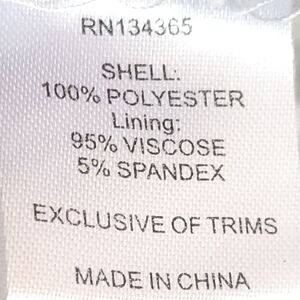 RN134365
SHELL:
100% POLYESTER
Lining:
95% VISCOSE
5% SPANDEX
EXCLUSIVE OF TRIMS
MADE IN CHINA